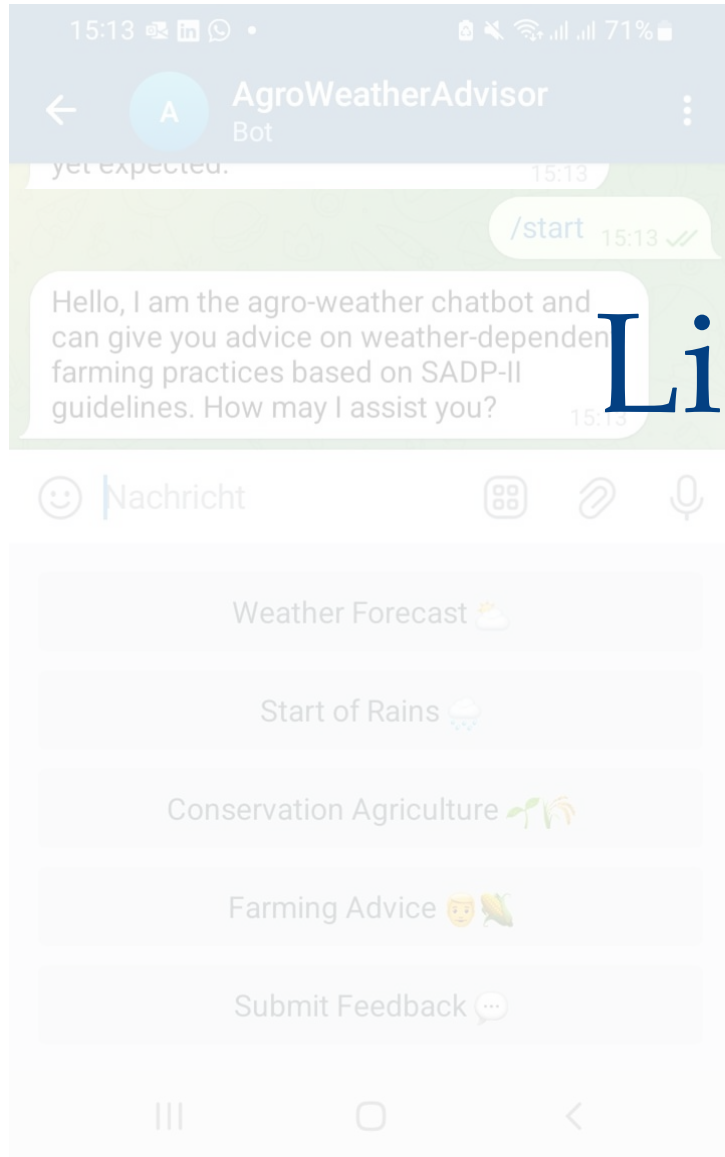 15:13
71%
A
AgroWeatherAdvisor
Bot
yet expected.
15:13
/start 15:13
Hello, I am the agro-weather chatbot and
can give you advice on weather-dependen
farming practices based on SADP-II
guidelines. How may I assist you?
15:13
Li
Nachricht
Weather Forecast ⛅
Start of Rains 🌧️
Conservation Agriculture 🌱🌾
Farming Advice 👨🌽
Submit Feedback 💬